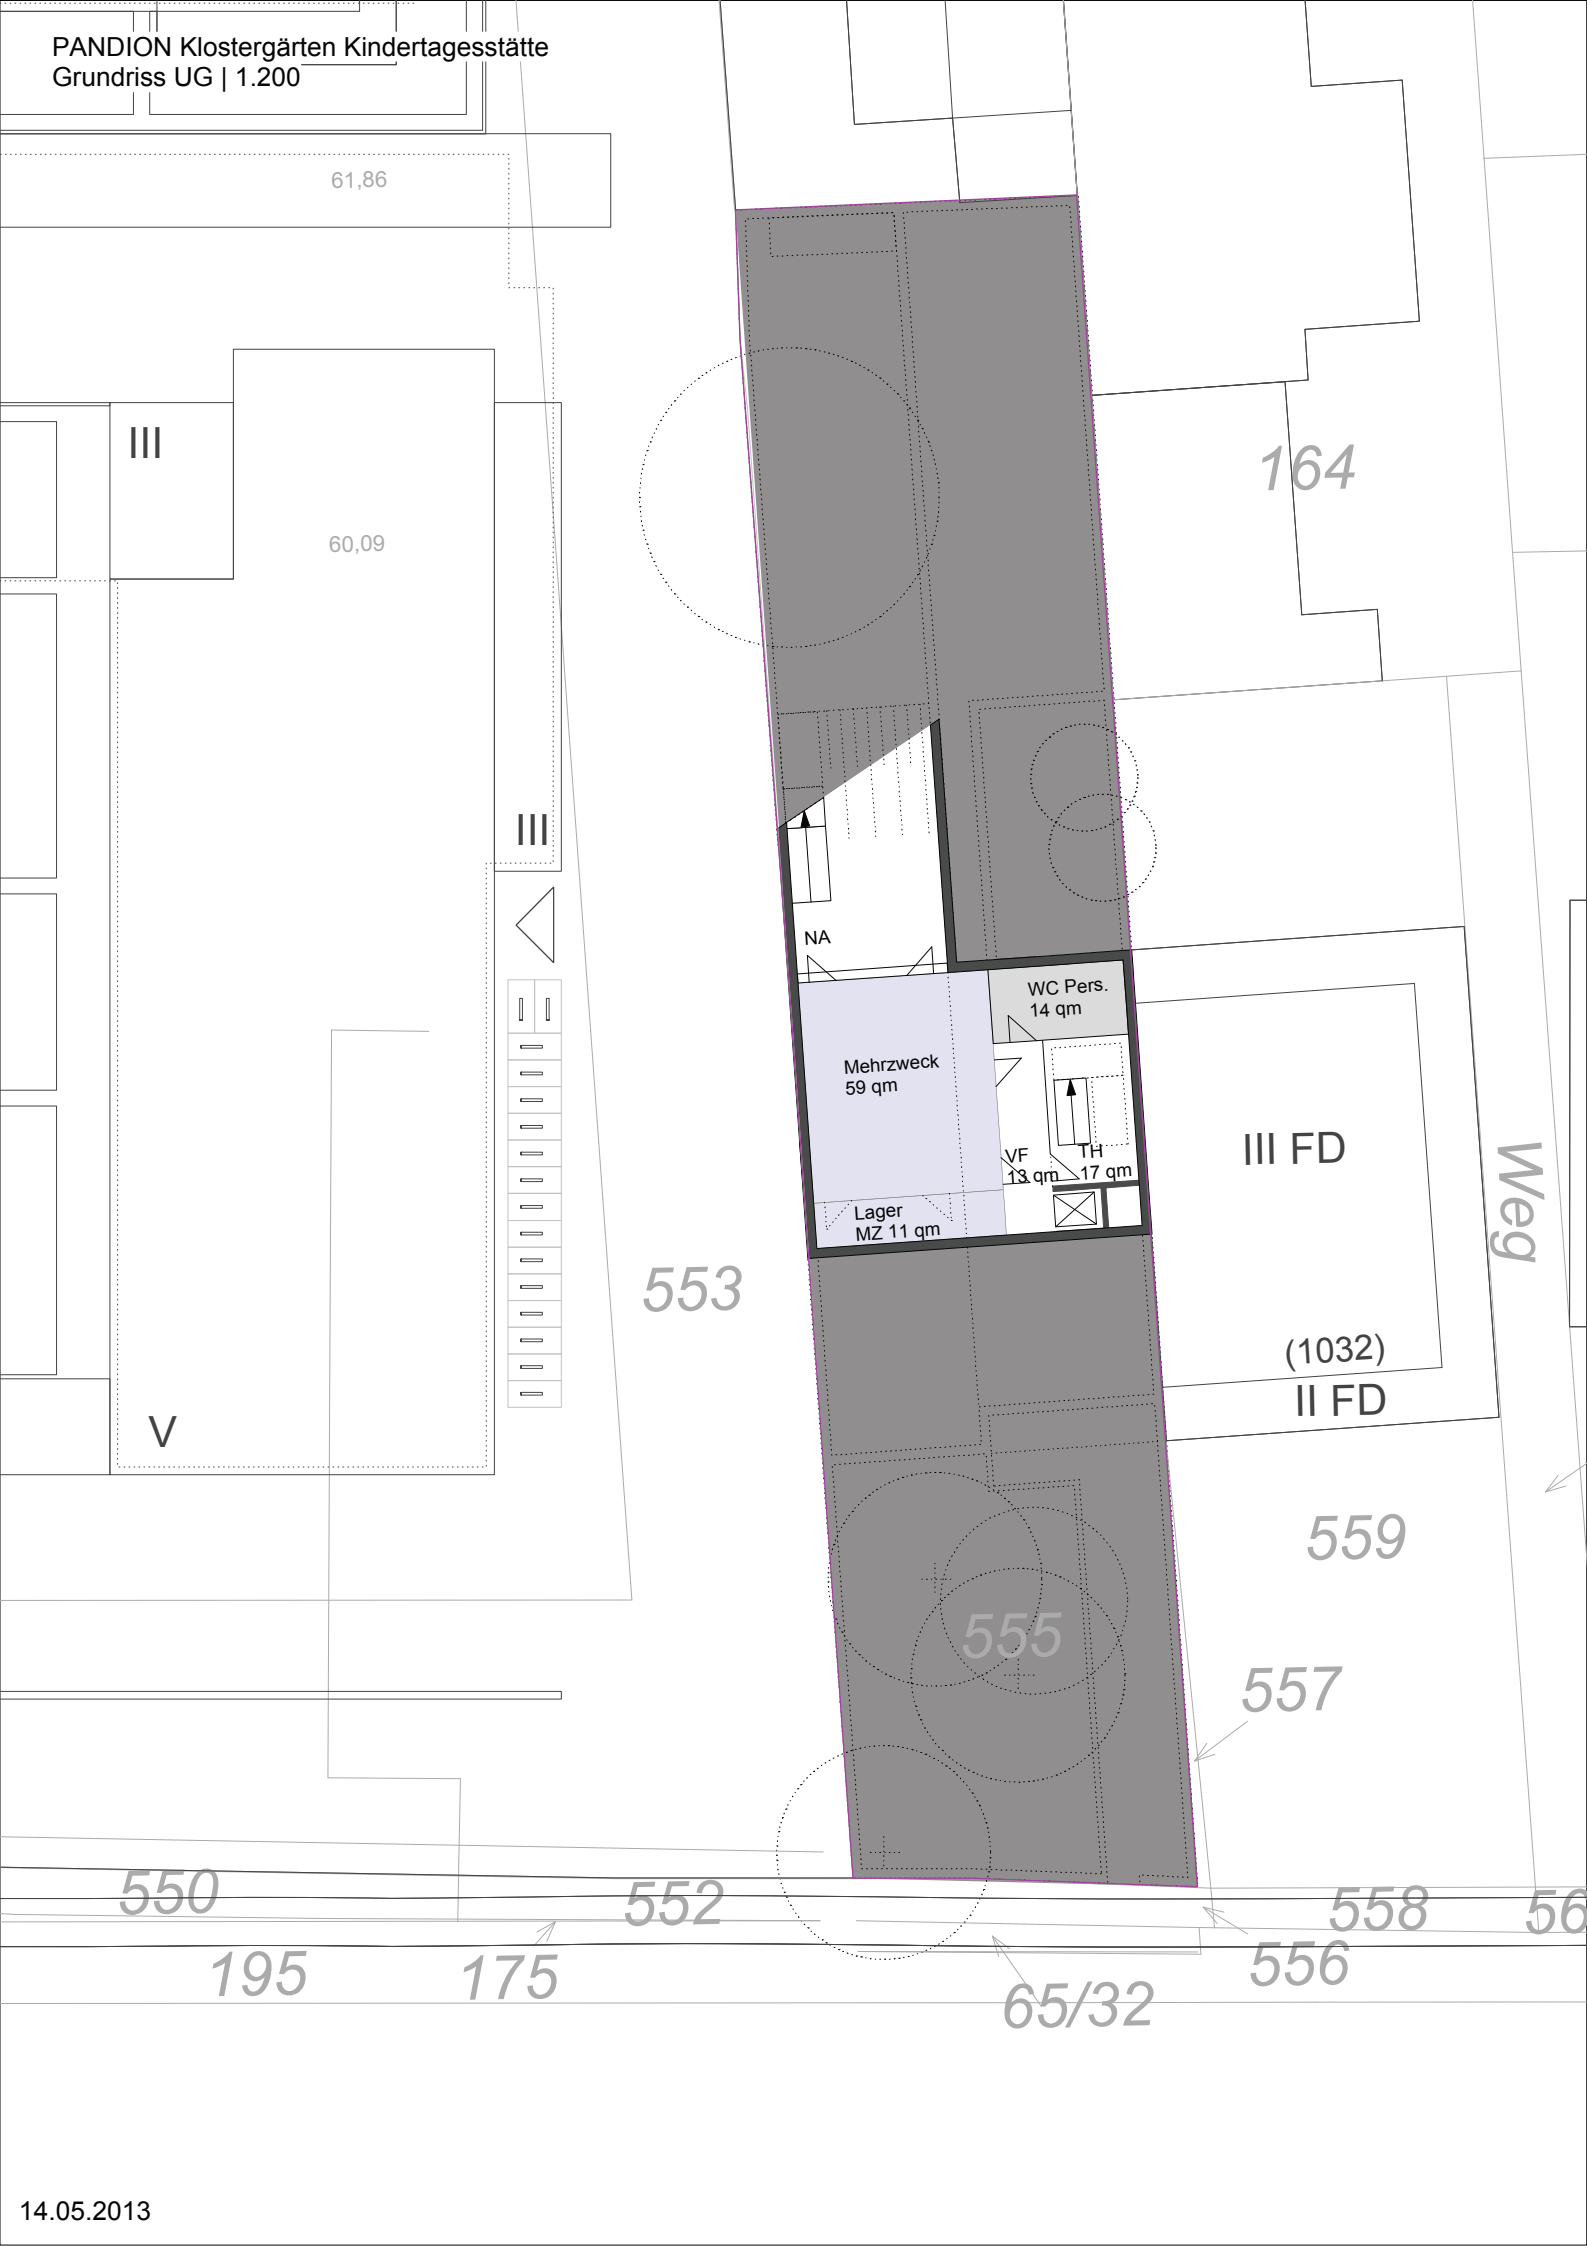 PANDION Klostergärten Kindertagesstätte
Grundriss UG | 1.200
61,86
III
164
60,09
III
NA
WC Pers.
14 qm
Mehrzweck
59 qm
III FD
VF
13 qm
TH
17 qm
Weg
Lager
MZ 11 qm
553
(1032)
II FD
V
559
555
557
550
552
558
56
195
175
556
65/32
14.05.2013